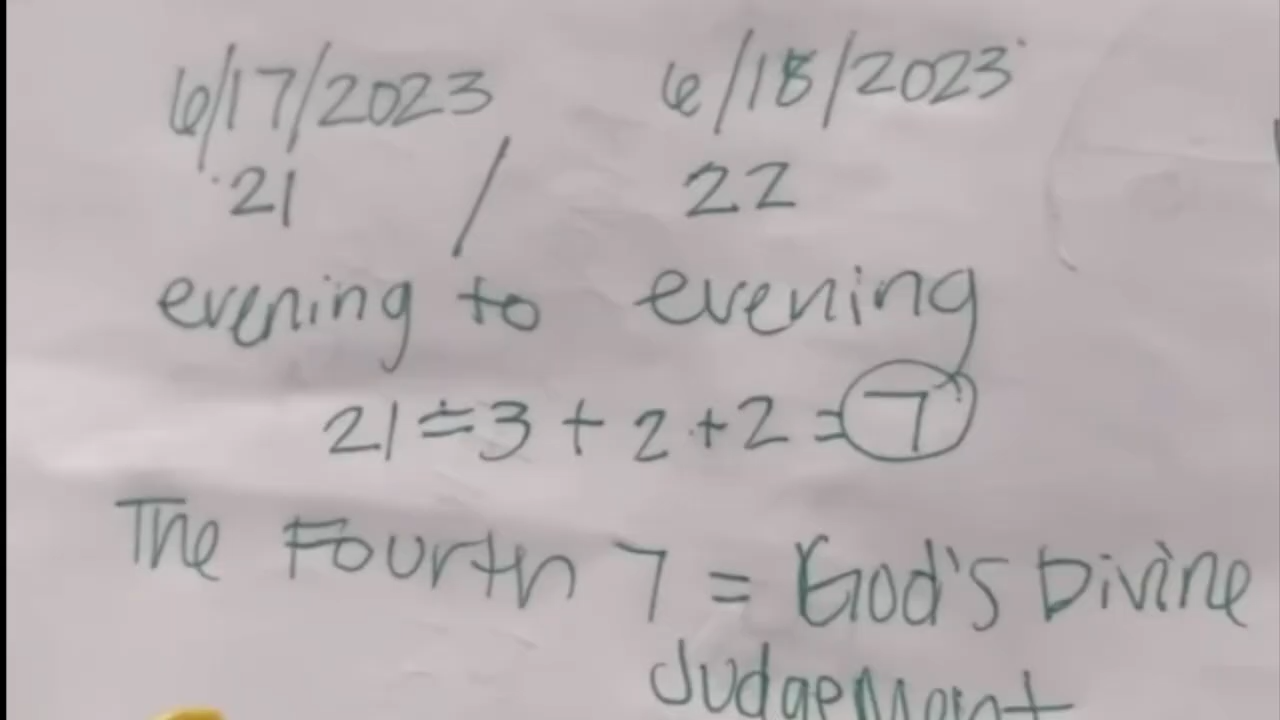 6/17/2023 6/18/2023
21 / 22
evening to evening
21=3+2+2=7
The Fourth 7 = God's Divine
Judgement